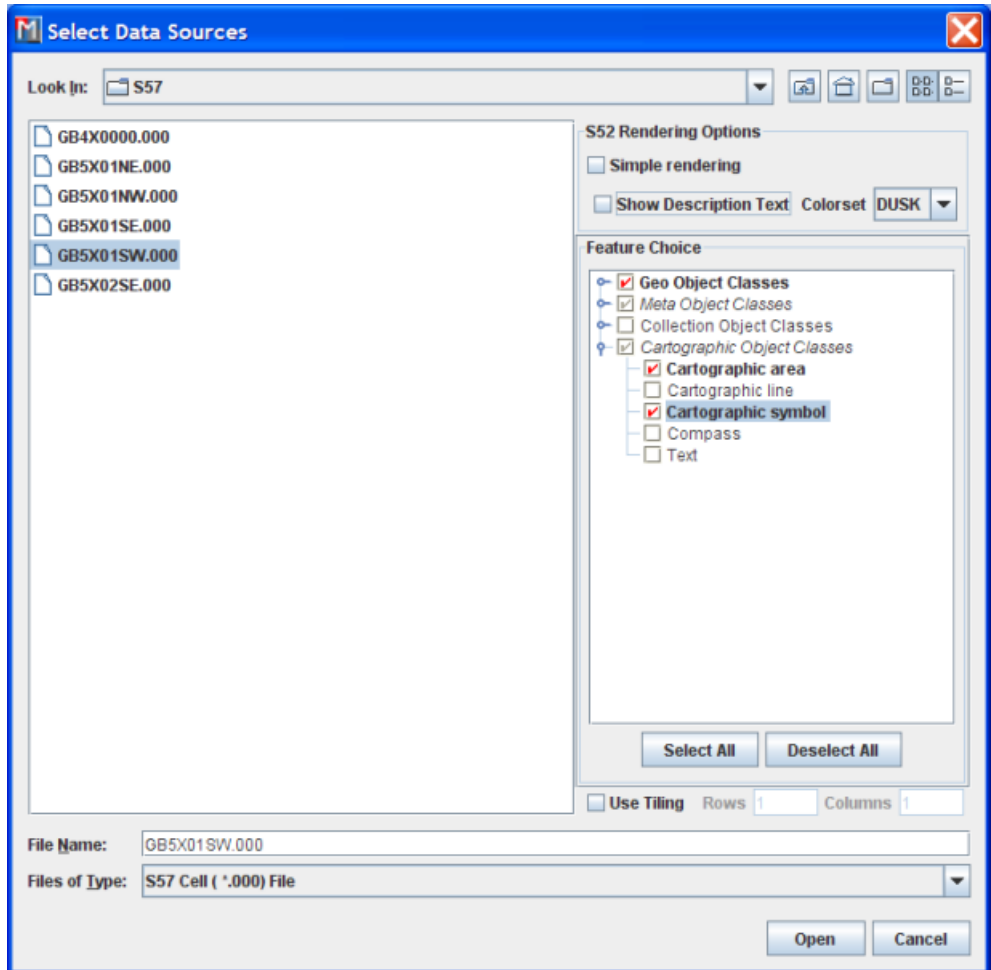 Select Data Sources
Look In: S57
GB4X0000.000
GB5X01NE.000
GB5X01NW.000
GB5X01SE.000
GB5X01SW.000
GB5X02SE.000
S52 Rendering Options
Simple rendering
Show Description Text Colorset DUSK
Feature Choice
Geo Object Classes
Meta Object Classes
Collection Object Classes
Cartographic Object Classes
Cartographic area
Cartographic line
Cartographic symbol
Compass
Text
Select All Deselect All
Use Tiling Rows 1 Columns 1
File Name: GB5X01SW.000
Files of Type: S57 Cell ( *.000) File
Open Cancel